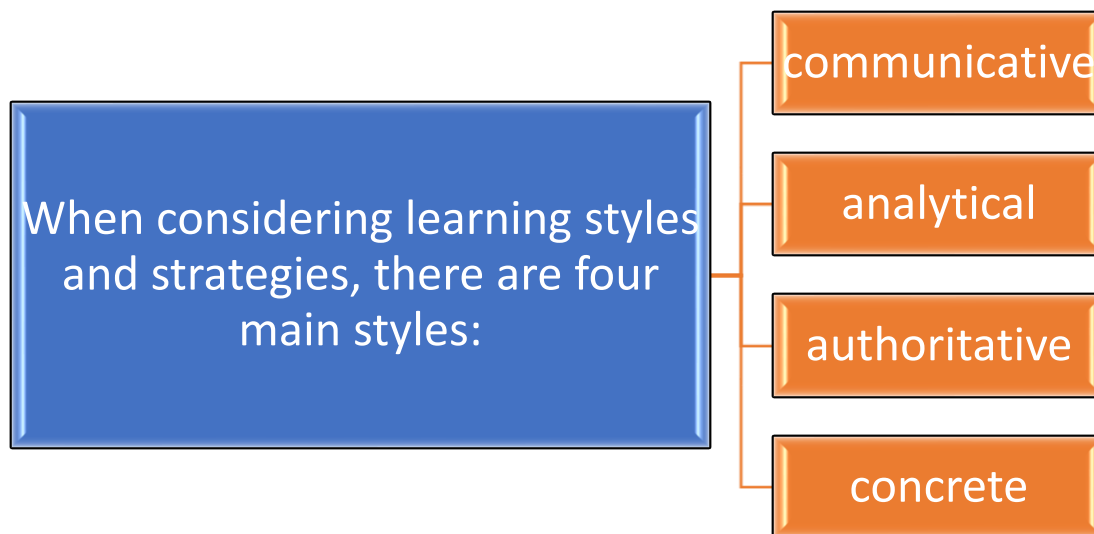 When considering learning styles
and strategies, there are four
main styles:
communicative
analytical
authoritative
concrete